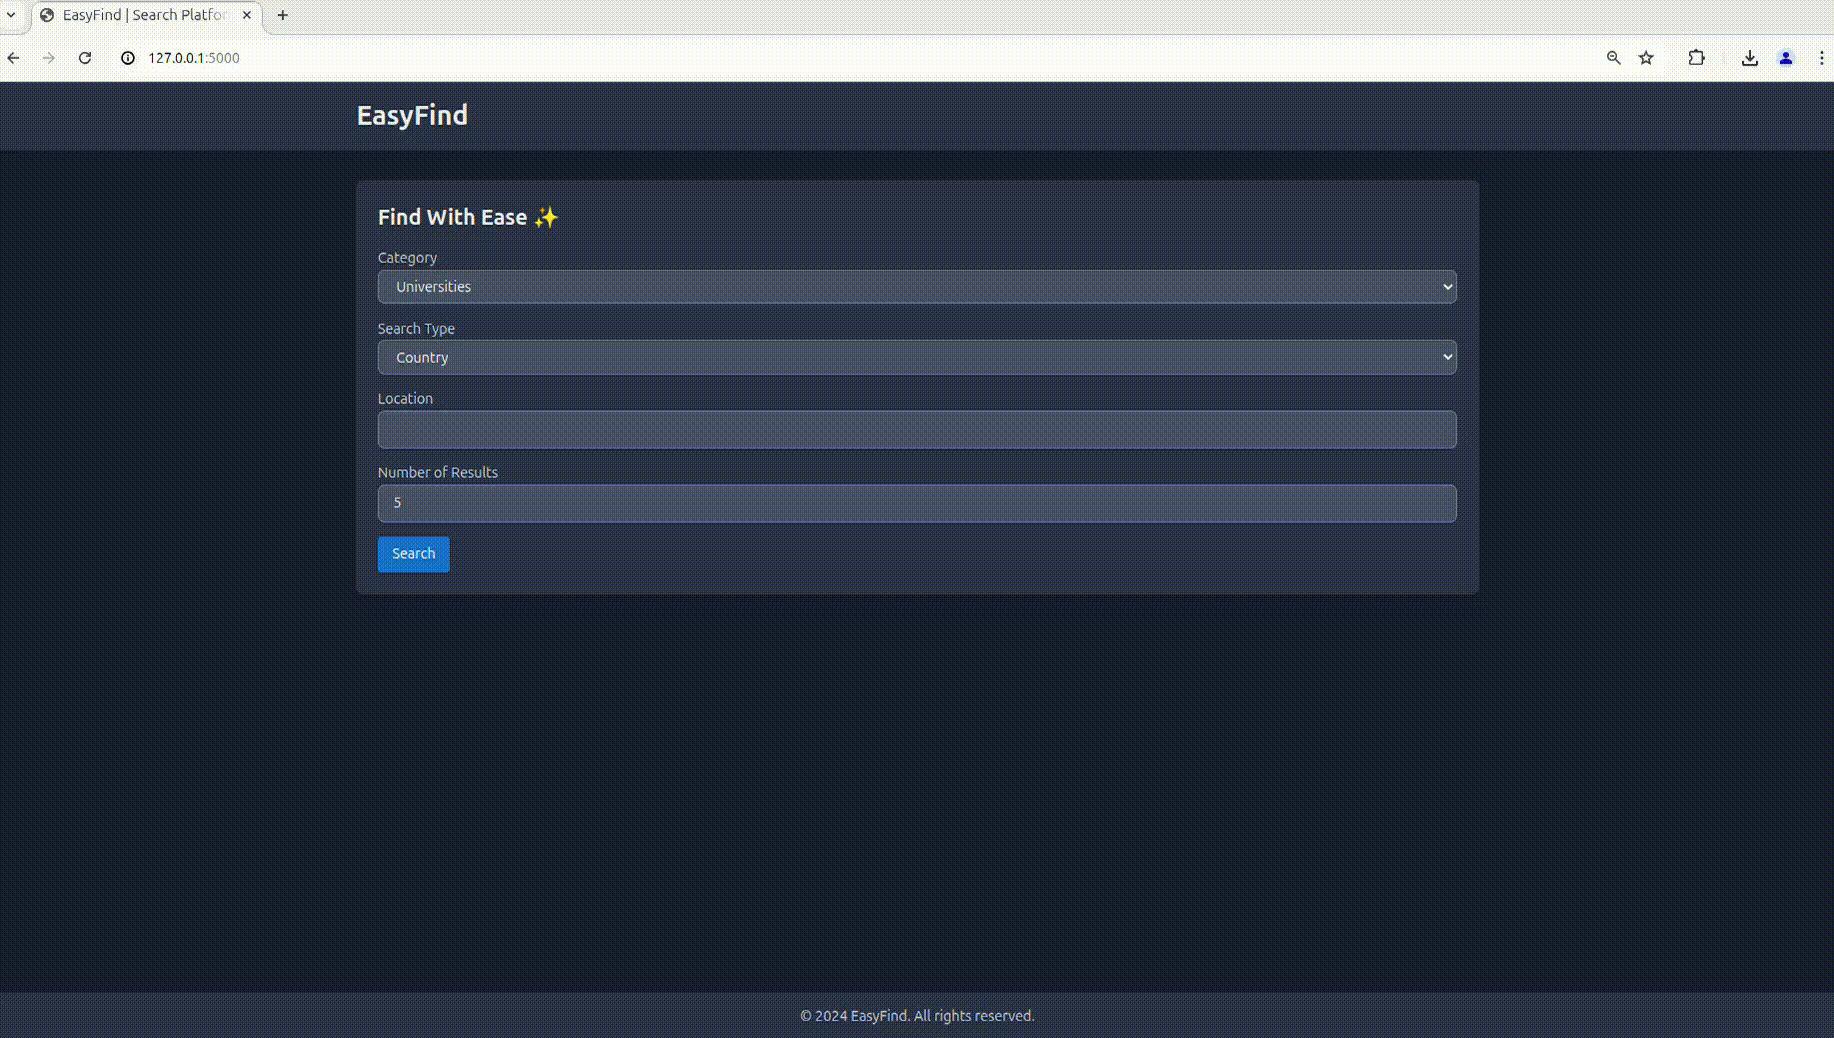 EasyFind | Search Platfor
127.0.0.1:5000
EasyFind
Find With Ease ✨
Category
Universities
Search Type
Country
Location
Number of Results
5
Search
© 2024 EasyFind. All rights reserved.